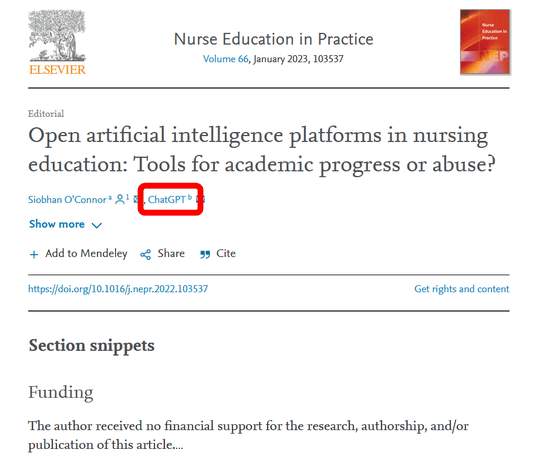 ELSEVIER
Nurse Education in Practice
Volume 66, January 2023, 103537
Nurse
Education in
Practice
NEP
Editorial
Open artificial intelligence platforms in nursing
education: Tools for academic progress or abuse?
Siobhan O'Connor a 1, ChatGPT b
Show more
+ Add to Mendeley Share Cite
https://doi.org/10.1016/j.nepr.2022.103537 Get rights and content
Section snippets
Funding
The author received no financial support for the research, authorship, and/or
publication of this article....